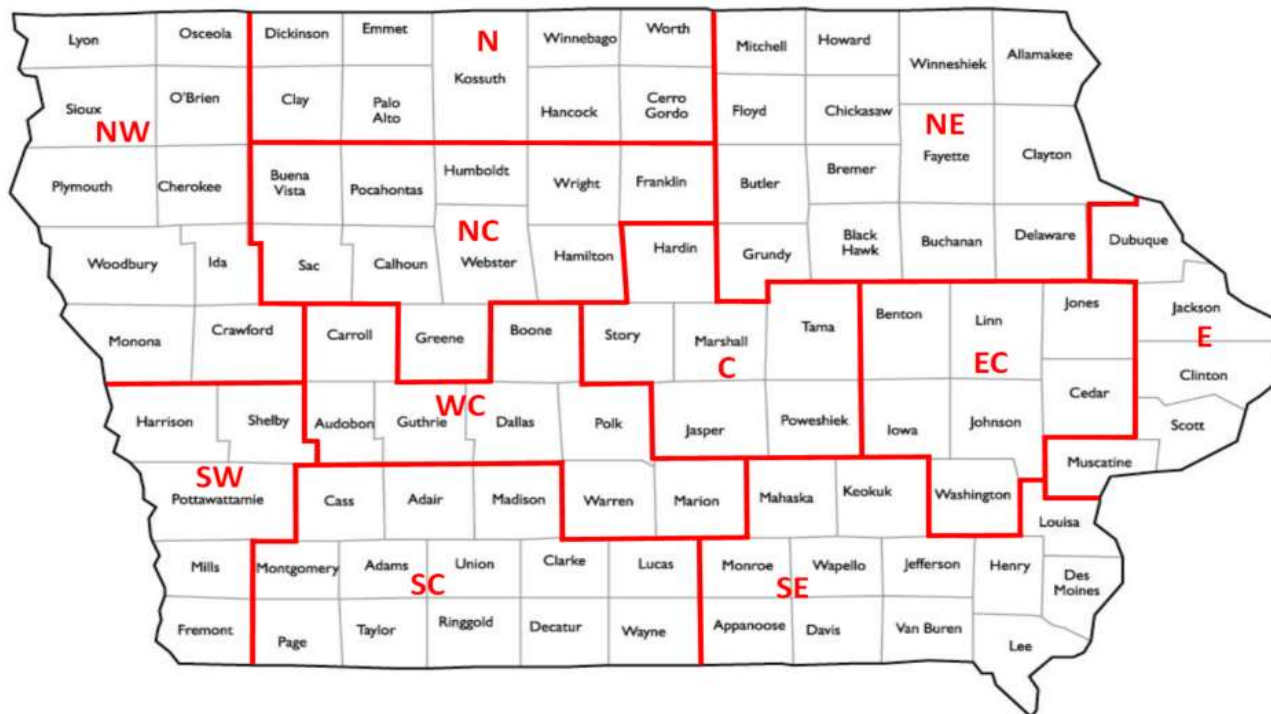 Lyon
Osceola
Dickinson
Emmet
N
Winnebago
Worth
Mitchell
Howard
Winneshiek
Allamakee
Kossuth
Sioux
O'Brien
Clay
Palo
Alto
Hancock
Cerro
Gordo
Floyd
Chickasaw
NW
NE
Fayette
Clayton
Plymouth
Cherokee
Buena
Vista
Pocahontas
Humboldt
Wright
Franklin
Butler
Bremer
NC
Woodbury
Ida
Sac
Calhoun
Webster
Hamilton
Hardin
Grundy
Black
Hawk
Buchanan
Delaware
Dubuque
Monona
Crawford
Carroll
Greene
Boone
Story
Marshall
Tama
Benton
Linn
Jones
Jackson
C
EC
E
Harrison
Shelby
Audobon
Guthrie
WC
Dallas
Polk
Jasper
Poweshiek
Iowa
Johnson
Cedar
Clinton
Scott
SW
Pottawattamie
Cass
Adair
Madison
Warren
Marion
Mahaska
Keokuk
Washington
Muscatine
Louisa
Mills
Montgomery
Adams
Union
Clarke
Lucas
Monroe
Wapello
Jefferson
Henry
Des
Moines
SC
SE
Fremont
Page
Taylor
Ringgold
Decatur
Wayne
Appanoose
Davis
Van Buren
Lee